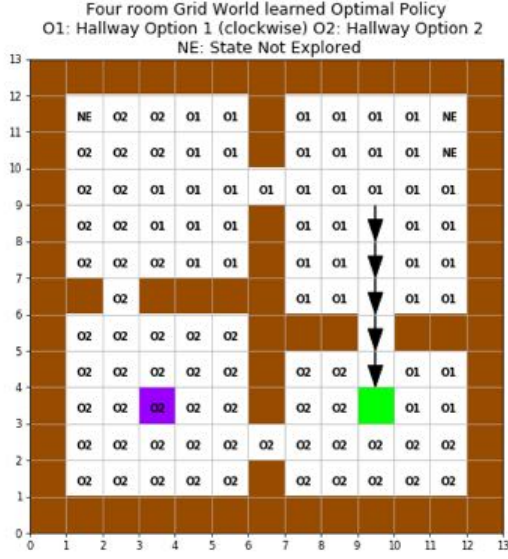 Four room Grid World learned Optimal Policy
O1: Hallway Option 1 (clockwise) O2: Hallway Option 2
NE: State Not Explored
13
12
NE O2 O2 O1 O1 O1 O1 O1 O1 NE
11
O2 O2 O2 O1 O1 O1 O1 O1 O1 NE
10
O2 O2 O1 O1 O1 O1 O1 O1 O1 O1 O1
9
O2 O2 O1 O1 O1 O1 O1 O1 O1
8
O2 O2 O2 O1 O1 O1 O1 O1 O1
7
O2 O1 O1 O1 O1
6
O2 O2 O2 O2 O2
5
O2 O2 O2 O2 O2 O2 O2 O1 O1
4
O2 O2 O2 O2 O2 O2 O2 O1 O1
3
O2 O2 O2 O2 O2 O2 O2 O2 O2 O2 O2
2
O2 O2 O2 O2 O2 O2 O2 O2 O2 O2
1
0
0 1 2 3 4 5 6 7 8 9 10 11 12 13